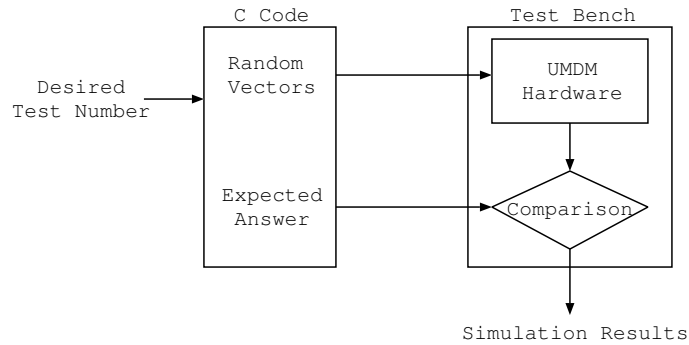 C Code
Test Bench
Random
Vectors
UMDM
Hardware
Desired
Test Number
Expected
Answer
Comparison
Simulation Results